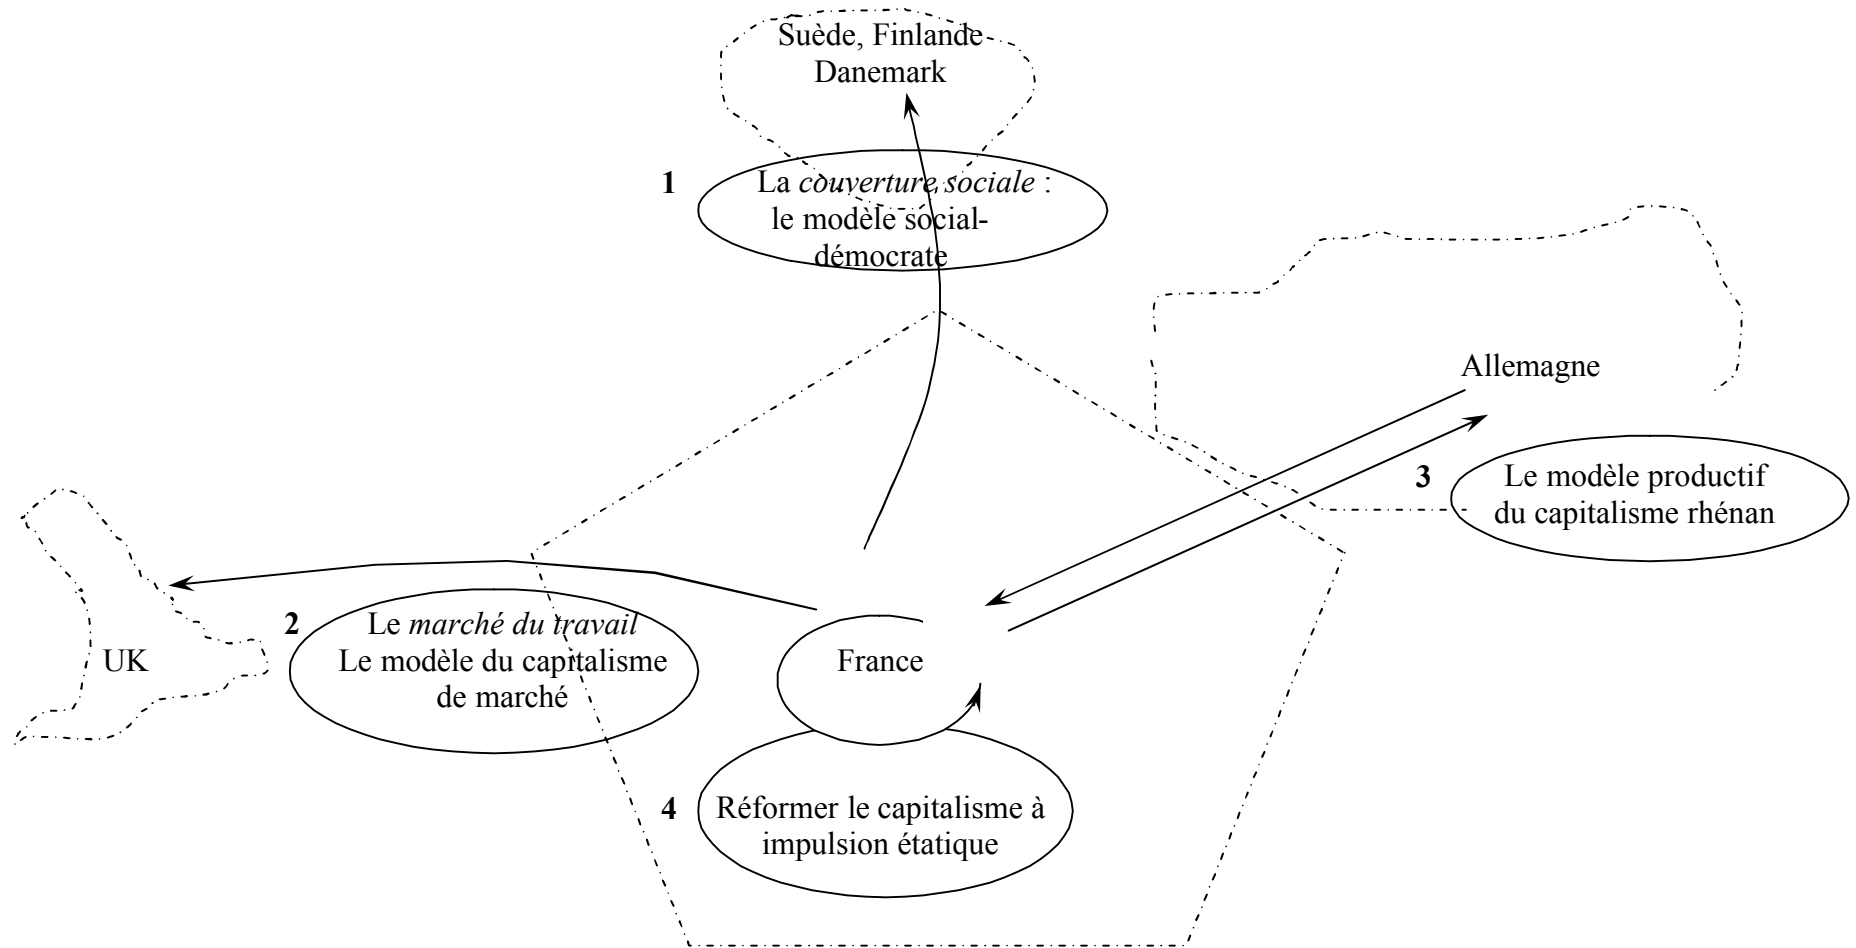 Suède, Finlande
Danemark
1
La couverture sociale :
le modèle social-
démocrate
Allemagne
3
Le modèle productif
du capitalisme rhénan
2
Le marché du travail
Le modèle du capitalisme
de marché
UK
France
4
Réformer le capitalisme à
impulsion étatique